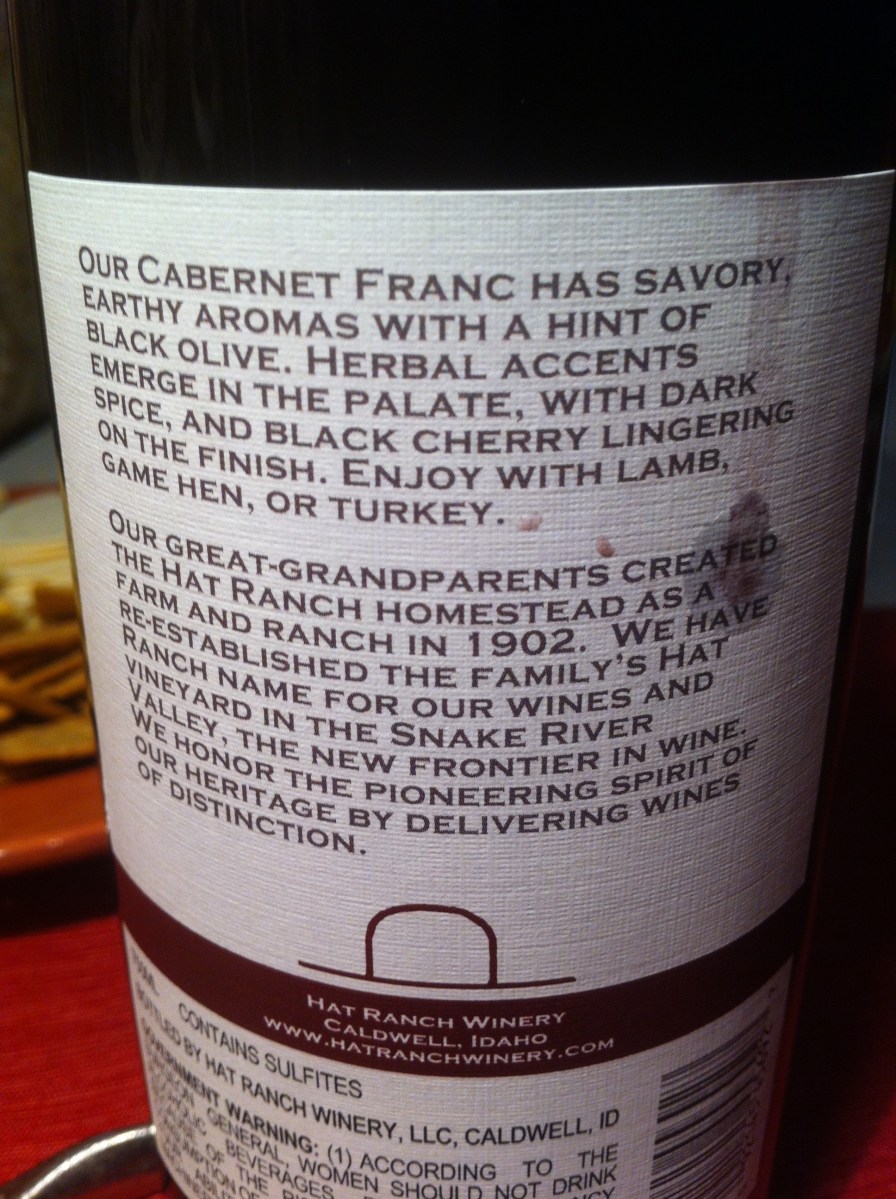 OUR CABERNET FRANC HAS SAVORY,
EARTHY AROMAS WITH A HINT OF
BLACK OLIVE. HERBAL ACCENTS
EMERGE IN THE PALATE, WITH DARK
SPICE, AND BLACK CHERRY LINGERING
ON THE FINISH. ENJOY WITH LAMB,
GAME HEN, OR TURKEY.
OUR GREAT-GRANDPARENTS CREATED
THE HAT RANCH HOMESTEAD AS A
FARM AND RANCH IN 1902. WE HAVE
RE-ESTABLISHED THE FAMILY'S HAT
RANCH NAME FOR OUR WINES AND
VINEYARD IN THE SNAKE RIVER
VALLEY, THE NEW FRONTIER IN WINE.
WE HONOR THE PIONEERING SPIRIT OF
OUR HERITAGE BY DELIVERING WINES
OF DISTINCTION.
HAT RANCH WINERY
CALDWELL, IDAHO
WWW.HATRANCHWINERY.COM
CONTAINS SULFITES
BOTTLED BY HAT RANCH WINERY, LLC, CALDWELL, ID
GOVERNMENT WARNING: (1) ACCORDING TO THE
GENERAL, WOMEN SHOULD NOT DRINK
BEVERAGES
OF THE